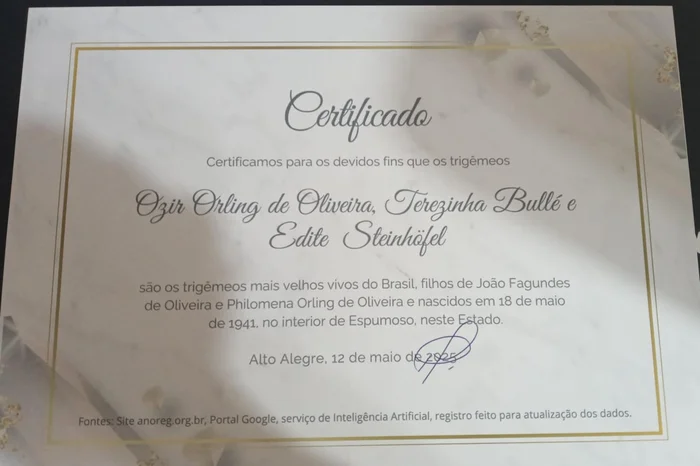 Certificado
Certificamos para os devidos fins que os trigêmeos
Ozir Orling de Oliveira, Terezinha Bullé e
Edite Steinhöfel
são os trigêmeos mais velhos vivos do Brasil, filhos de João Fagundes
de Oliveira e Philomena Orling de Oliveira e nascidos em 18 de maio
de 1941, no interior de Espumoso, neste Estado.
Alto Alegre, 12 de maio de 2025
Fontes: Site anoreg.org.br, Portal Google, serviço de Inteligência Artificial, registro feito para atualização dos dados.